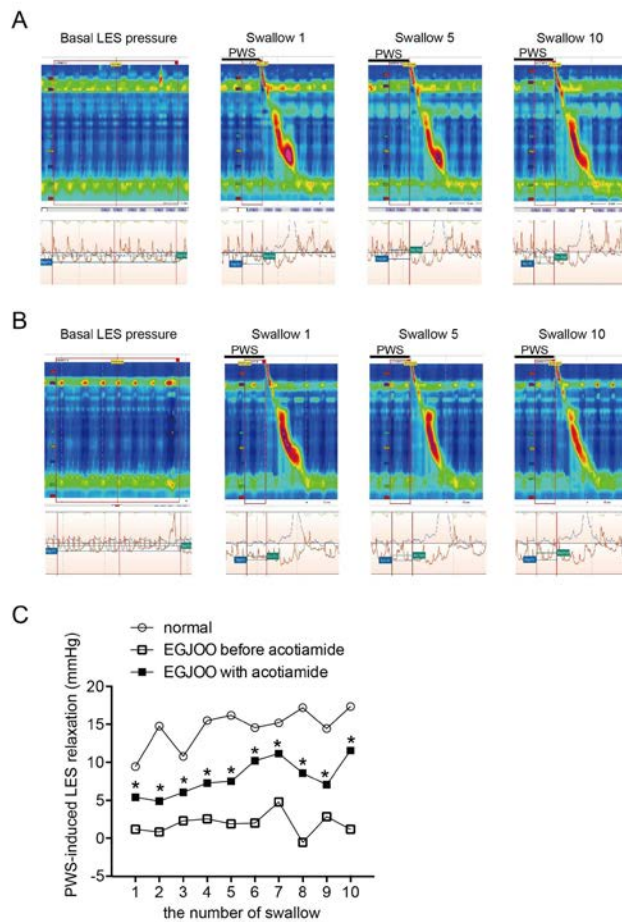 A
Basal LES pressure
Swallow 1
Swallow 5
Swallow 10
PWS
PWS
PWS
B
Basal LES pressure
Swallow 1
Swallow 5
Swallow 10
PWS
PWS
PWS
C
normal
EGJOO before acotiamide
EGJOO with acotiamide
PWS-induced LES relaxation (mmHg)
20
15
10
5
0
-5
* * * * * * * * * *
1 2 3 4 5 6 7 8 9 10
the number of swallow